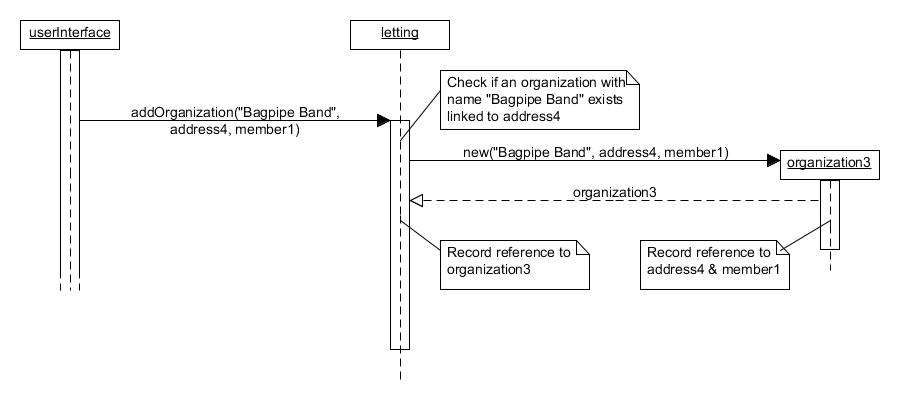 userInterface
letting
Check if an organization with
name "Bagpipe Band" exists
linked to address4
addOrganization("Bagpipe Band",
address4, member1)
new("Bagpipe Band", address4, member1)
organization3
organization3
Record reference to
organization3
Record reference to
address4 & member1